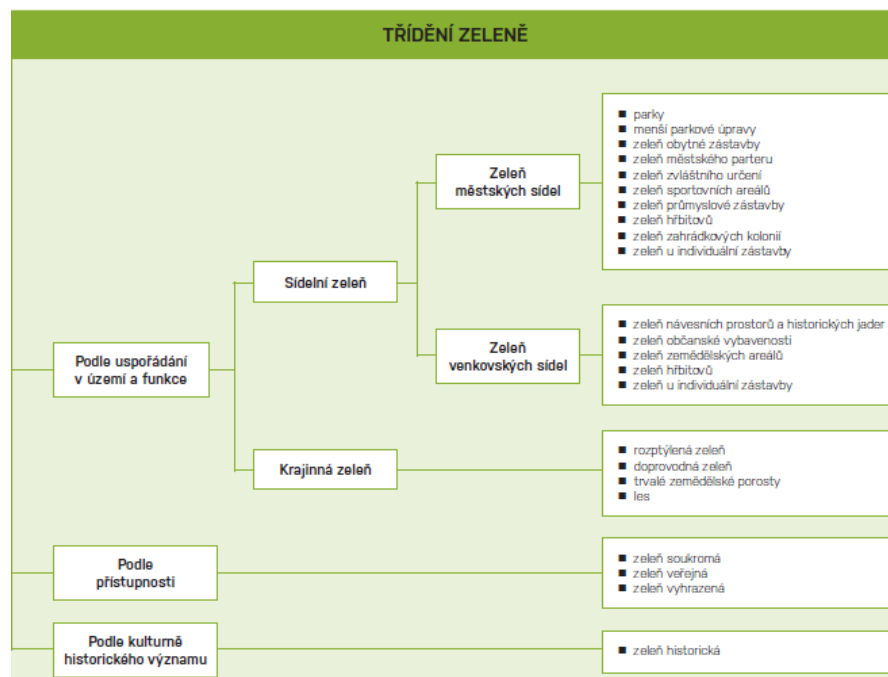 TŘÍDĚNÍ ZELENĚ
Podle uspořádání
v území a funkce
Sídelní zeleň
Zeleň
městských sídel
■ parky
■ menší parkové úpravy
■ zeleň obytné zástavby
■ zeleň městského parteru
■ zeleň zvláštního určení
■ zeleň sportovních areálů
■ zeleň průmyslové zástavby
■ zeleň hřbitovů
■ zeleň zahrádkových kolonií
■ zeleň u individuální zástavby
Zeleň
venkovských sídel
■ zeleň návesních prostorů a historických jader
■ zeleň občanské vybavenosti
■ zeleň zemědělských areálů
■ zeleň hřbitovů
■ zeleň u individuální zástavby
Krajinná zeleň
■ rozptýlená zeleň
■ doprovodná zeleň
■ trvalé zemědělské porosty
■ les
Podle
přístupnosti
■ zeleň soukromá
■ zeleň veřejná
■ zeleň vyhrazená
Podle kulturně
historického významu
■ zeleň historická